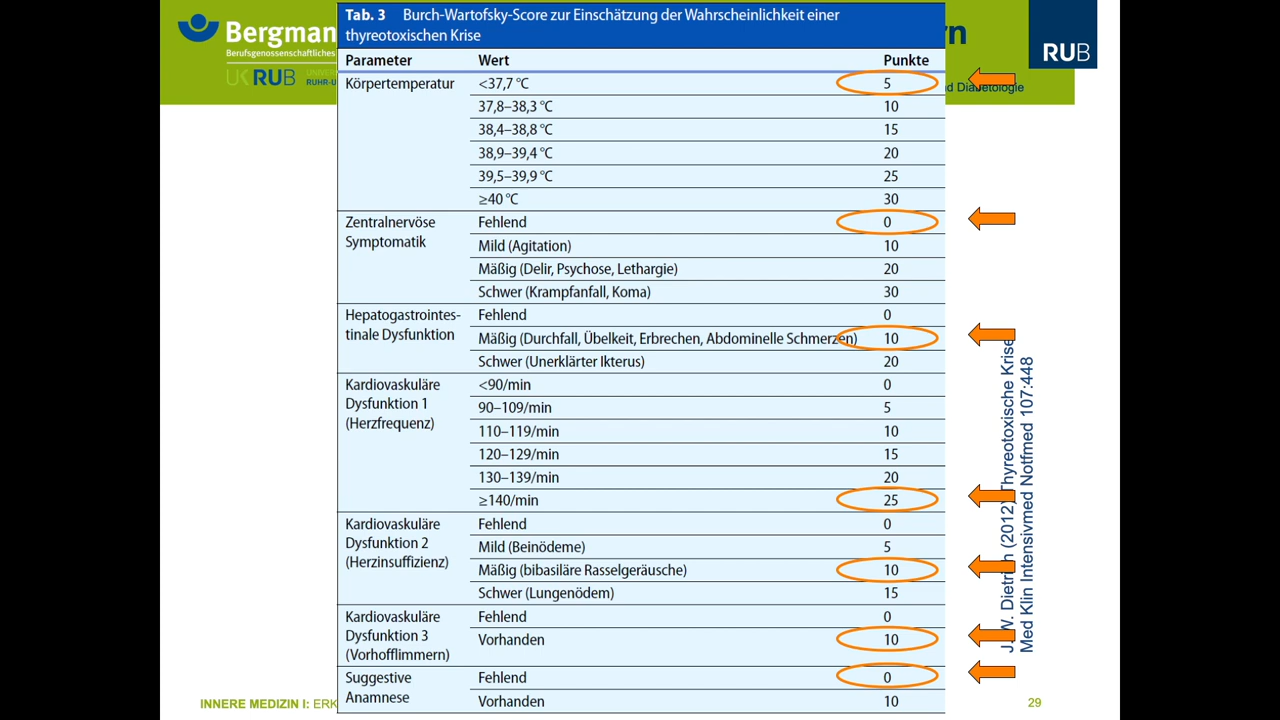 Tab. 3 Burch-Wartofsky-Score zur Einschätzung der Wahrscheinlichkeit einer
thyreotoxischen Krise
Bergman
Berufsgenossenschaftliches
UK RUB
RUHR-U
RUB
nd Diabetologie
Parameter Wert Punkte
Körpertemperatur <37,7 °C 5
37,8–38,3 °C 10
38,4–38,8 °C 15
38,9–39,4 °C 20
39,5–39,9 °C 25
≥40 °C 30
Zentralnervöse Fehlend 0
Symptomatik Mild (Agitation) 10
Mäßig (Delir, Psychose, Lethargie) 20
Schwer (Krampfanfall, Koma) 30
Hepatogastrointes- Fehlend 0
tinale Dysfunktion Mäßig (Durchfall, Übelkeit, Erbrechen, Abdominelle Schmerzen) 10
Schwer (Unerklärter Ikterus) 20
Kardiovaskuläre <90/min 0
Dysfunktion 1 90–109/min 5
(Herzfrequenz) 110–119/min 10
120–129/min 15
130–139/min 20
≥140/min 25
Kardiovaskuläre Fehlend 0
Dysfunktion 2 Mild (Beinödeme) 5
(Herzinsuffizienz) Mäßig (bibasiläre Rasselgeräusche) 10
Schwer (Lungenödem) 15
Kardiovaskuläre Fehlend 0
Dysfunktion 3 Vorhanden 10
(Vorhofflimmern)
Suggestive Fehlend 0
Anamnese Vorhanden 10
J. W. Dietrich (2012) Thyreotoxische Krise
Med Klin Intensivmed Notfmed 107:448
INNERE MEDIZIN I: ERK
29